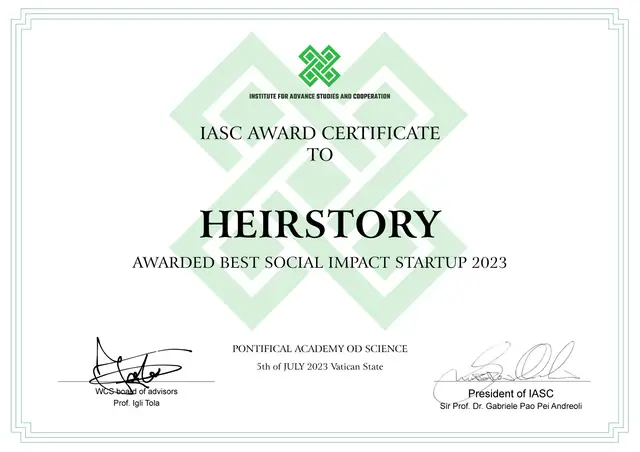 INSTITUTE FOR ADVANCE STUDIES AND COOPERATION
IASC AWARD CERTIFICATE
TO
HEIRSTORY
AWARDED BEST SOCIAL IMPACT STARTUP 2023
PONTIFICAL ACADEMY OD SCIENCE
5th of JULY 2023 Vatican State
WCS board of advisors
Prof. Igli Tola
President of IASC
Sir Prof. Dr. Gabriele Pao Pei Andreoli